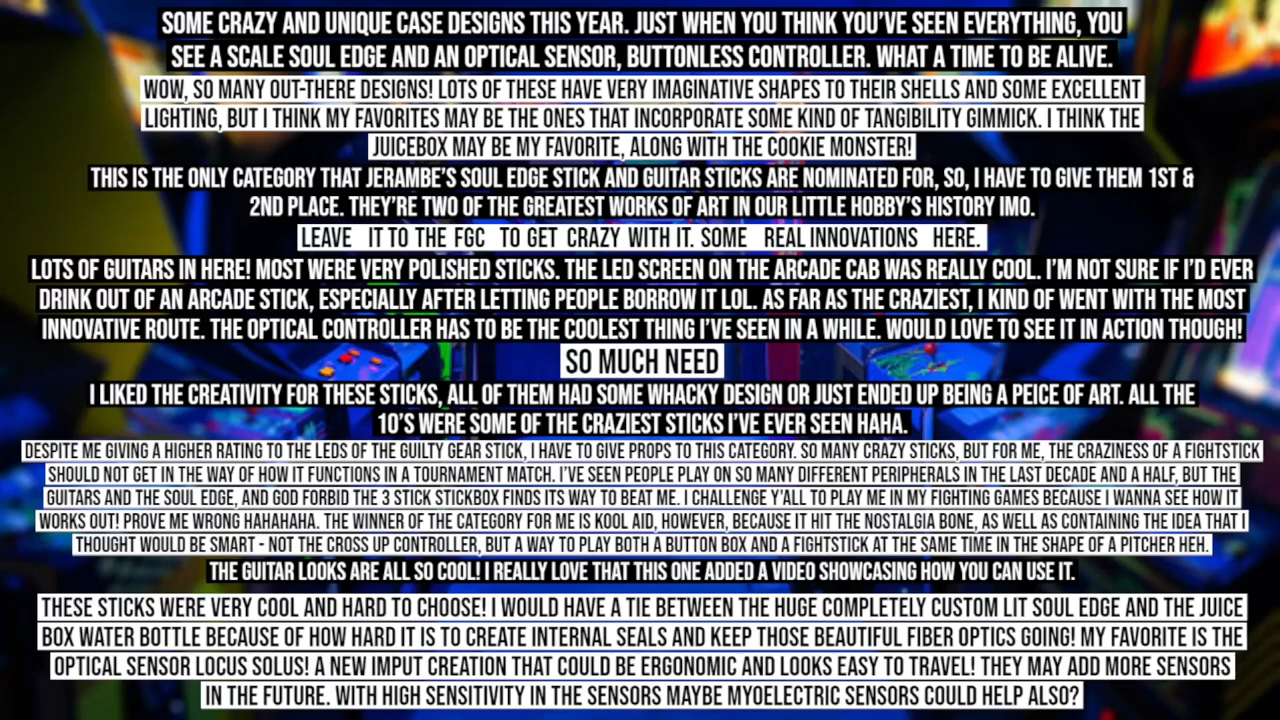 SOME CRAZY AND UNIQUE CASE DESIGNS THIS YEAR. JUST WHEN YOU THINK YOU'VE SEEN EVERYTHING, YOU
SEE A SCALE SOUL EDGE AND AN OPTICAL SENSOR, BUTTONLESS CONTROLLER. WHAT A TIME TO BE ALIVE.
WOW, SO MANY OUT-THERE DESIGNS! LOTS OF THESE HAVE VERY IMAGINATIVE SHAPES TO THEIR SHELLS AND SOME EXCELLENT
LIGHTING, BUT I THINK MY FAVORITES MAY BE THE ONES THAT INCORPORATE SOME KIND OF TANGIBILITY GIMMICK. I THINK THE
JUICEBOX MAY BE MY FAVORITE, ALONG WITH THE COOKIE MONSTER!
THIS IS THE ONLY CATEGORY THAT JERAMBE'S SOUL EDGE STICK AND GUITAR STICKS ARE NOMINATED FOR, SO, I HAVE TO GIVE THEM 1ST &
2ND PLACE. THEY'RE TWO OF THE GREATEST WORKS OF ART IN OUR LITTLE HOBBY'S HISTORY IMO.
LEAVE IT TO THE FGC TO GET CRAZY WITH IT. SOME REAL INNOVATIONS HERE.
LOTS OF GUITARS IN HERE! MOST WERE VERY POLISHED STICKS. THE LED SCREEN ON THE ARCADE CAB WAS REALLY COOL. I'M NOT SURE IF I'D EVER
DRINK OUT OF AN ARCADE STICK, ESPECIALLY AFTER LETTING PEOPLE BORROW IT LOL. AS FAR AS THE CRAZIEST, I KIND OF WENT WITH THE MOST
INNOVATIVE ROUTE. THE OPTICAL CONTROLLER HAS TO BE THE COOLEST THING I'VE SEEN IN A WHILE. WOULD LOVE TO SEE IT IN ACTION THOUGH!
SO MUCH NEED
I LIKED THE CREATIVITY FOR THESE STICKS, ALL OF THEM HAD SOME WHACKY DESIGN OR JUST ENDED UP BEING A PEICE OF ART. ALL THE
10'S WERE SOME OF THE CRAZIEST STICKS I'VE EVER SEEN HAHA.
DESPITE ME GIVING A HIGHER RATING TO THE LEDS OF THE GUILTY GEAR STICK, I HAVE TO GIVE PROPS TO THIS CATEGORY. SO MANY CRAZY STICKS, BUT FOR ME, THE CRAZINESS OF A FIGHTSTICK
SHOULD NOT GET IN THE WAY OF HOW IT FUNCTIONS IN A TOURNAMENT MATCH. I'VE SEEN PEOPLE PLAY ON SO MANY DIFFERENT PERIPHERALS IN THE LAST DECADE AND A HALF, BUT THE
GUITARS AND THE SOUL EDGE, AND GOD FORBID THE 3 STICK STICKBOX FINDS ITS WAY TO BEAT ME. I CHALLENGE Y'ALL TO PLAY ME IN MY FIGHTING GAMES BECAUSE I WANNA SEE HOW IT
WORKS OUT! PROVE ME WRONG HAHAHAHA. THE WINNER OF THE CATEGORY FOR ME IS KOOL AID, HOWEVER, BECAUSE IT HIT THE NOSTALGIA BONE, AS WELL AS CONTAINING THE IDEA THAT I
THOUGHT WOULD BE SMART - NOT THE CROSS UP CONTROLLER, BUT A WAY TO PLAY BOTH A BUTTON BOX AND A FIGHTSTICK AT THE SAME TIME IN THE SHAPE OF A PITCHER HEH.
THE GUITAR LOOKS ARE ALL SO COOL! I REALLY LOVE THAT THIS ONE ADDED A VIDEO SHOWCASING HOW YOU CAN USE IT.
THESE STICKS WERE VERY COOL AND HARD TO CHOOSE! I WOULD HAVE A TIE BETWEEN THE HUGE COMPLETELY CUSTOM LIT SOUL EDGE AND THE JUICE
BOX WATER BOTTLE BECAUSE OF HOW HARD IT IS TO CREATE INTERNAL SEALS AND KEEP THOSE BEAUTIFUL FIBER OPTICS GOING! MY FAVORITE IS THE
OPTICAL SENSOR LOCUS SOLUS! A NEW IMPUT CREATION THAT COULD BE ERGONOMIC AND LOOKS EASY TO TRAVEL! THEY MAY ADD MORE SENSORS
IN THE FUTURE. WITH HIGH SENSITIVITY IN THE SENSORS MAYBE MYOELECTRIC SENSORS COULD HELP ALSO?